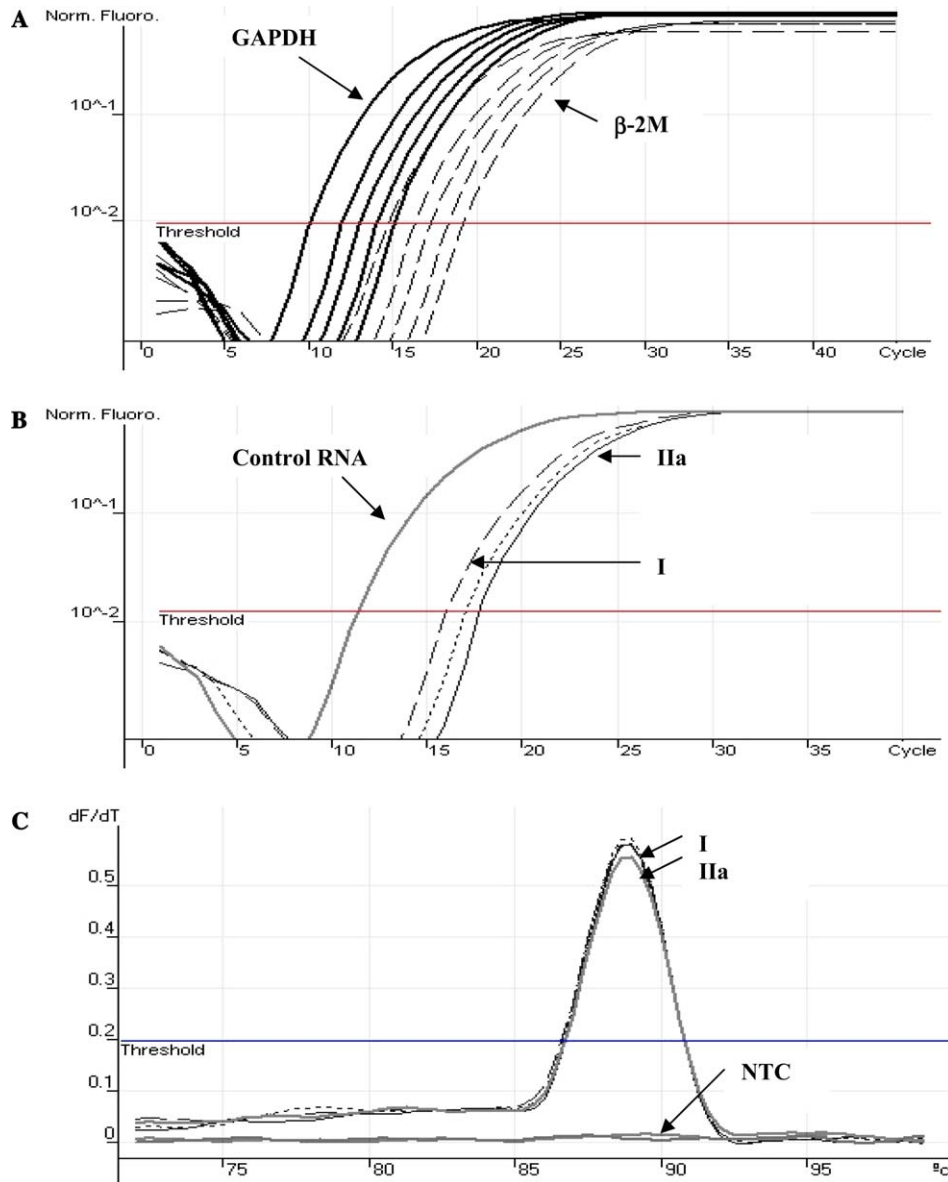 A
Norm. Fluoro.
GAPDH
10^-1
β-2M
10^-2
Threshold
0 5 10 15 20 25 30 35 40 Cycle
B
Norm. Fluoro.
Control RNA
IIa
10^-1
I
10^-2
Threshold
0 5 10 15 20 25 30 35 Cycle
C
dF/dT
I
IIa
0.5
0.4
0.3
0.2
Threshold
NTC
0.1
0
75 80 85 90 95 ºc